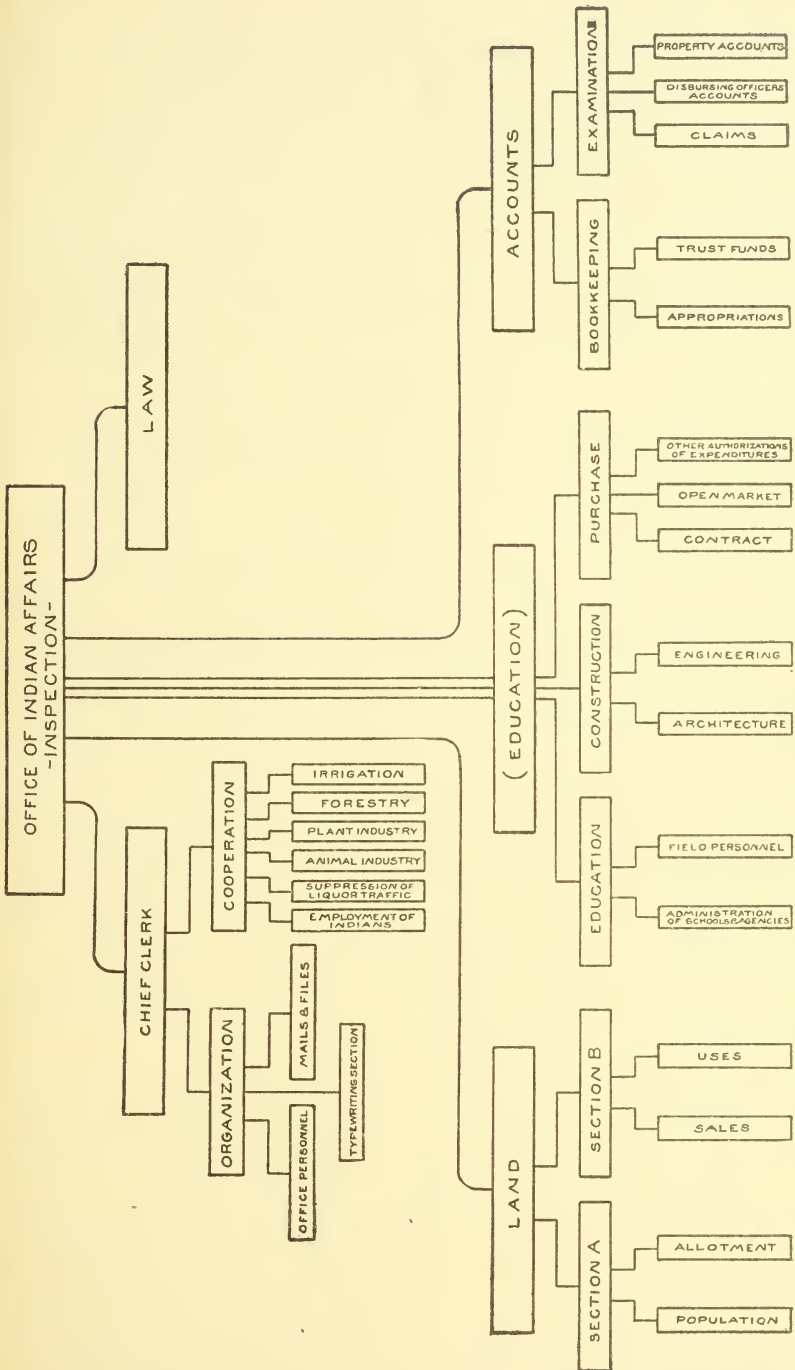 OFFICE OF INDIAN AFFAIRS
-INSPECTION-
CHIEF CLERK
LAW
ORGANIZATION
COOPERATION
OFFICE PERSONNEL
TYPEWRITING SECTION
MAILS & FILES
EMPLOYMENT OF
INDIANS
SUPPRESSION OF
LIQUOR TRAFFIC
ANIMAL INDUSTRY
PLANT INDUSTRY
FORESTRY
IRRIGATION
LAND
(EDUCATION)
ACCOUNTS
SECTION A
SECTION B
EDUCATION
CONSTRUCTION
PURCHASE
BOOKKEEPING
EXAMINATION
POPULATION
ALLOTMENT
SALES
USES
ADMINISTRATION
OF SCHOOLS & AGENCIES
FIELD PERSONNEL
ARCHITECTURE
ENGINEERING
CONTRACT
OPEN MARKET
OTHER AUTHORIZATIONS
OF EXPENDITURES
APPROPRIATIONS
TRUST FUNDS
CLAIMS
DISBURSING OFFICERS
ACCOUNTS
PROPERTY ACCOUNTS